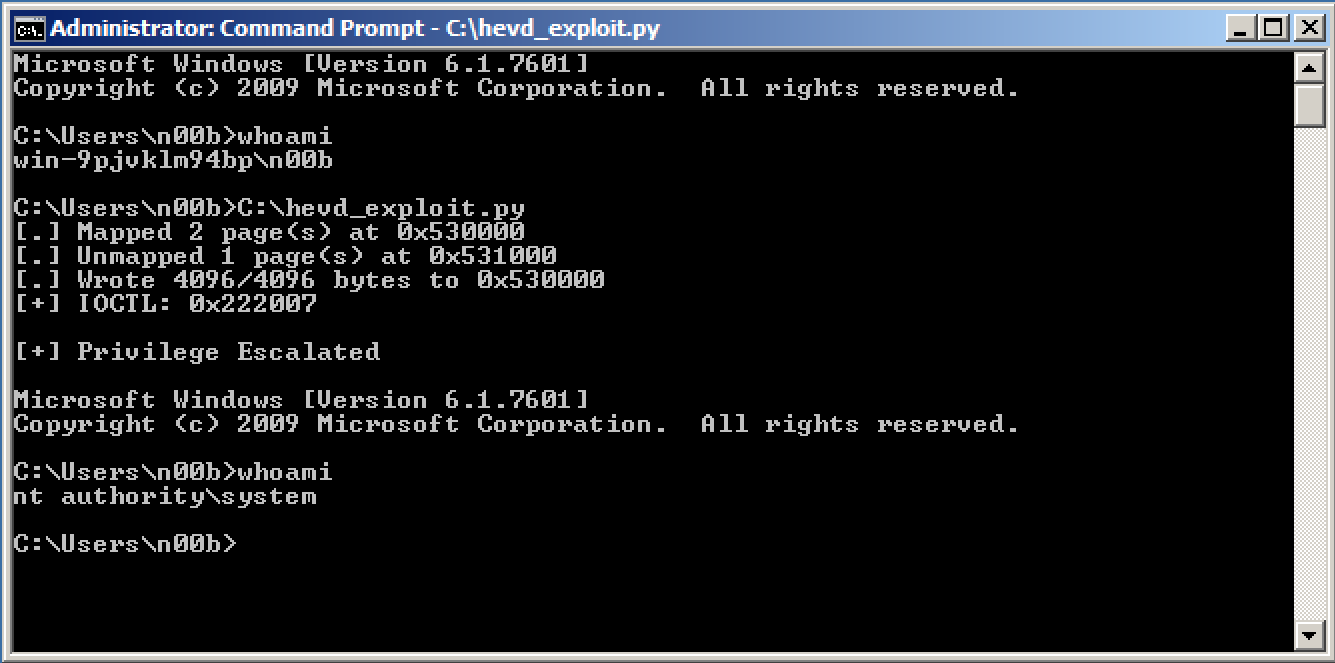 Administrator: Command Prompt - C:\hevd_exploit.py
Microsoft Windows [Version 6.1.7601]
Copyright (c) 2009 Microsoft Corporation.  All rights reserved.
C:\Users\n00b>whoami
win-9pjvklm94bp\n00b
C:\Users\n00b>C:\hevd_exploit.py
[.] Mapped 2 page(s) at 0x530000
[.] Unmapped 1 page(s) at 0x531000
[.] Wrote 4096/4096 bytes to 0x530000
[+] IOCTL: 0x222007
[+] Privilege Escalated
Microsoft Windows [Version 6.1.7601]
Copyright (c) 2009 Microsoft Corporation.  All rights reserved.
C:\Users\n00b>whoami
nt authority\system
C:\Users\n00b>